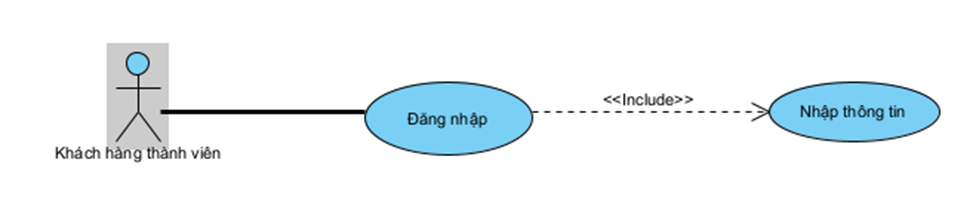 <<Include>>
Đăng nhập
Nhập thông tin
Khách hàng thành viên